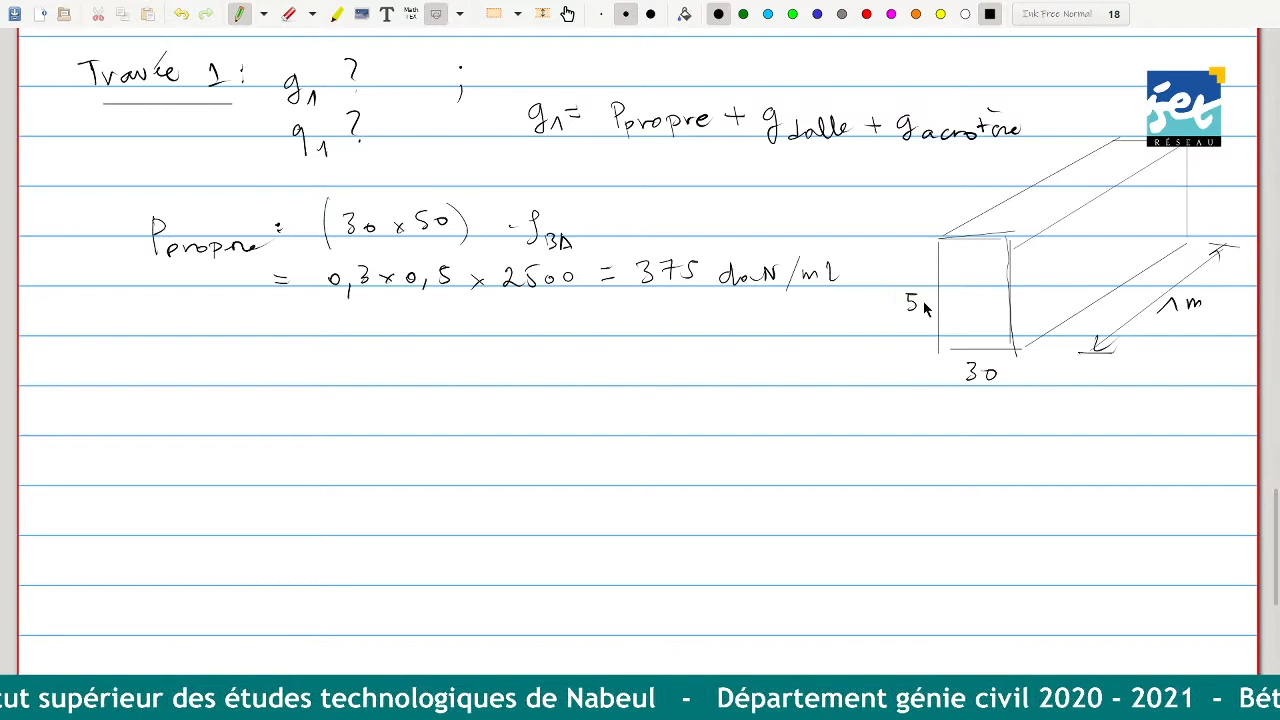 Ink Free Normal 18
Travée 1 : g1 ? ;
q1 ?
g1= Ppropre + gdalle + gacrotère
iset
RÉSEAU
Ppropre : (30 x 50) · ρBA
= 0,3 x 0,5 x 2500 = 375 daN/ml
5
1 m
30
cut supérieur des études technologiques de Nabeul - Département génie civil 2020 - 2021 - Bét